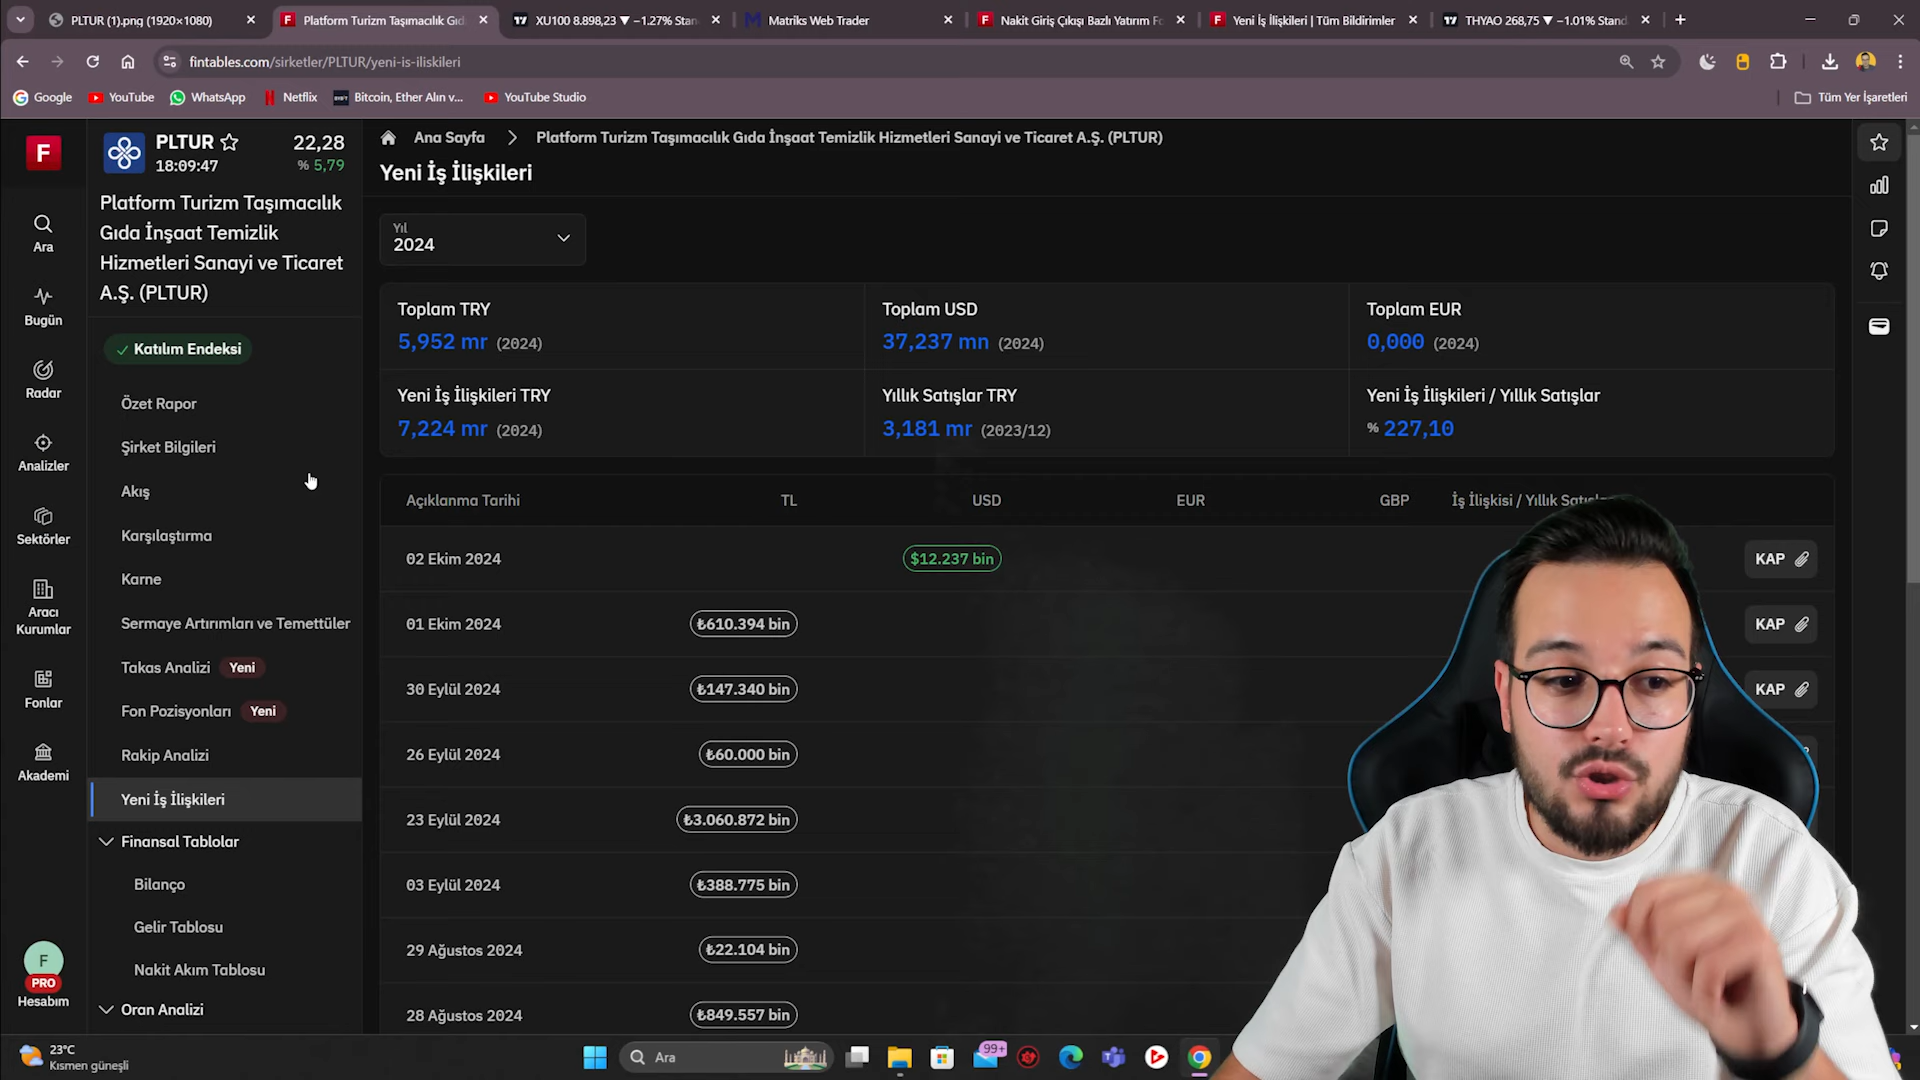 PLTUR (1).png (1920×1080)
Platform Turizm Taşımacılık Gıd
XU100 8.898,23 ▼ −1.27% Stan
Matriks Web Trader
Nakit Giriş Çıkışı Bazlı Yatırım Fo
Yeni İş İlişkileri | Tüm Bildirimler
THYAO 268,75 ▼ −1.01% Stand
fintables.com/sirketler/PLTUR/yeni-is-iliskileri
Google
YouTube
WhatsApp
Netflix
Bitcoin, Ether Alın v...
YouTube Studio
Tüm Yer İşaretleri
F
Ara
Bugün
Radar
Analizler
Sektörler
Aracı
Kurumlar
Fonlar
Akademi
F
PRO
Hesabım
PLTUR
22,28
18:09:47
% 5,79
Platform Turizm Taşımacılık
Gıda İnşaat Temizlik
Hizmetleri Sanayi ve Ticaret
A.Ş. (PLTUR)
Katılım Endeksi
Özet Rapor
Şirket Bilgileri
Akış
Karşılaştırma
Karne
Sermaye Artırımları ve Temettüler
Takas Analizi Yeni
Fon Pozisyonları Yeni
Rakip Analizi
Yeni İş İlişkileri
Finansal Tablolar
Bilanço
Gelir Tablosu
Nakit Akım Tablosu
Oran Analizi
Ana Sayfa
Platform Turizm Taşımacılık Gıda İnşaat Temizlik Hizmetleri Sanayi ve Ticaret A.Ş. (PLTUR)
Yeni İş İlişkileri
Yıl
2024
Toplam TRY
5,952 mr (2024)
Toplam USD
37,237 mn (2024)
Toplam EUR
0,000 (2024)
Yeni İş İlişkileri TRY
7,224 mr (2024)
Yıllık Satışlar TRY
3,181 mr (2023/12)
Yeni İş İlişkileri / Yıllık Satışlar
% 227,10
Açıklanma Tarihi TL USD EUR GBP İş İlişkisi / Yıllık
02 Ekim 2024 $12.237 bin KAP
01 Ekim 2024 ₺610.394 bin KAP
30 Eylül 2024 ₺147.340 bin KAP
26 Eylül 2024 ₺60.000 bin
23 Eylül 2024 ₺3.060.872 bin
03 Eylül 2024 ₺388.775 bin
29 Ağustos 2024 ₺22.104 bin
28 Ağustos 2024 ₺849.557 bin
23°C
Kısmen güneşli
Ara
99+